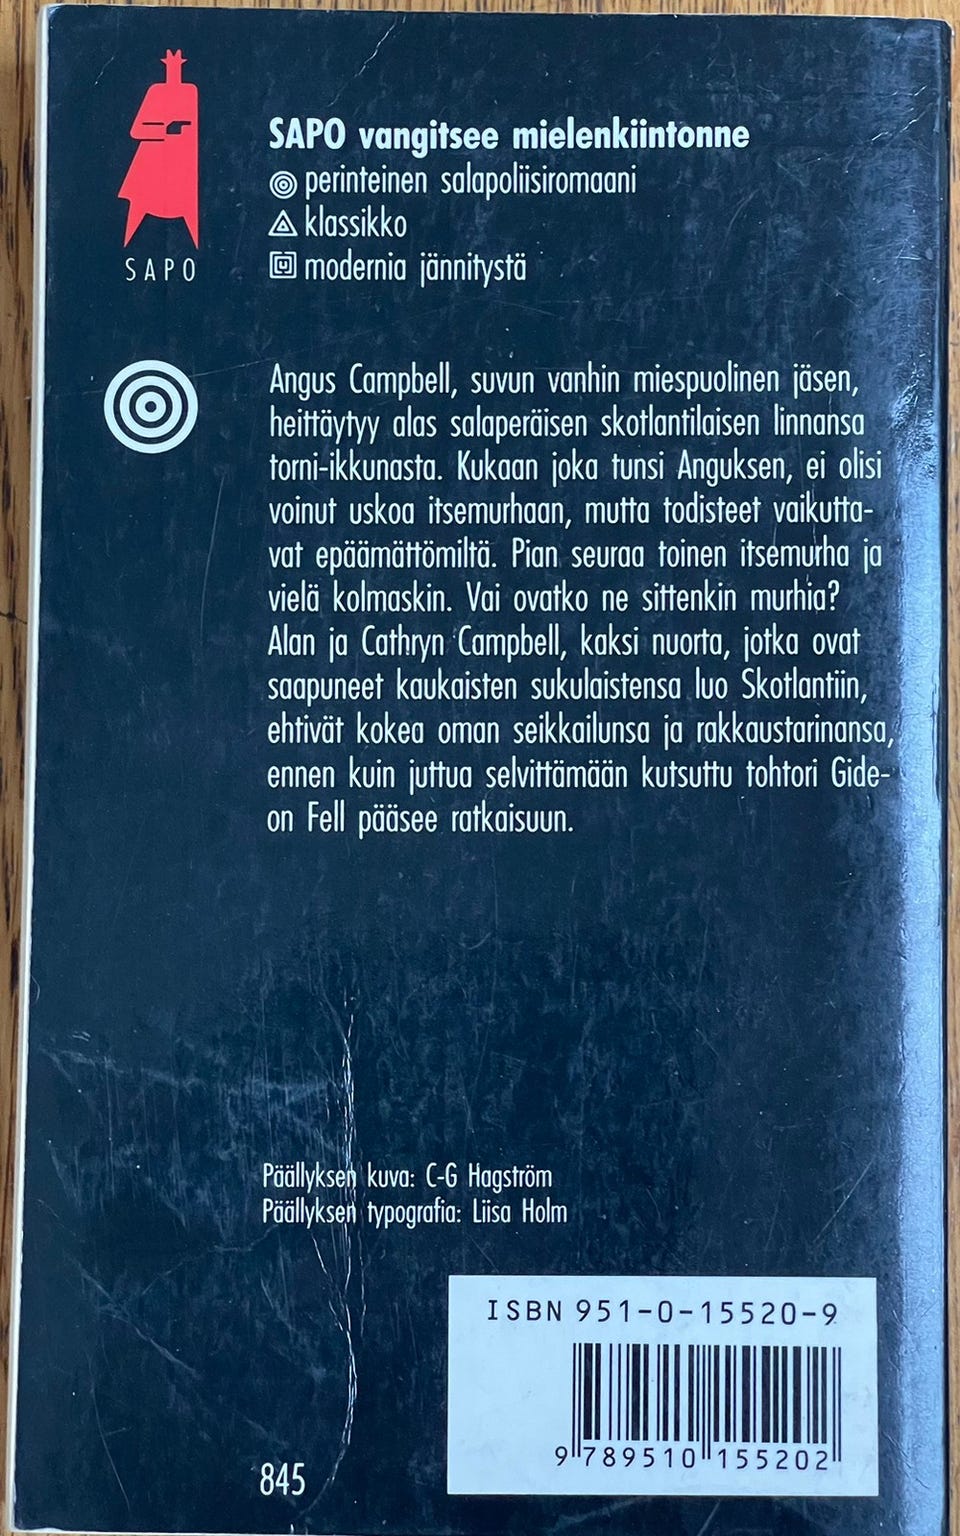 SAPO
SAPO vangitsee mielenkiintonne
perinteinen salapoliisiromaani
klassikko
modernia jännitystä
Angus Campbell, suvun vanhin miespuolinen jäsen,
heittäytyy alas salaperäisen skotlantilaisen linnansa
torni-ikkunasta. Kukaan joka tunsi Anguksen, ei olisi
voinut uskoa itsemurhaan, mutta todisteet vaikutta-
vat epäämättömiltä. Pian seuraa toinen itsemurha ja
vielä kolmaskin. Vai ovatko ne sittenkin murhia?
Alan ja Cathryn Campbell, kaksi nuorta, jotka ovat
saapuneet kaukaisten sukulaistensa luo Skotlantiin,
ehtivät kokea oman seikkailunsa ja rakkaustarinansa,
ennen kuin juttua selvittämään kutsuttu tohtori Gide-
on Fell pääsee ratkaisuun.
Päällyksen kuva: C-G Hagström
Päällyksen typografia: Liisa Holm
ISBN 951-0-15520-9
9 789510 155202
845